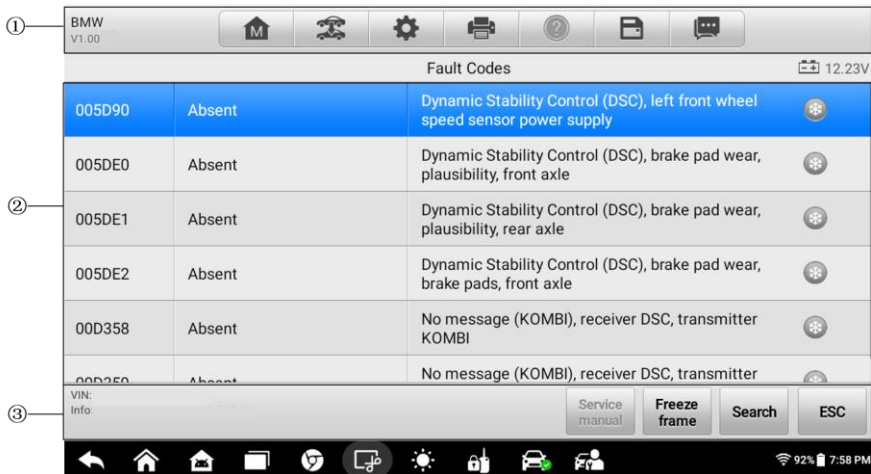 ①
BMW
V1.00
M
?
Fault Codes
12.23V
②
005D90 Absent Dynamic Stability Control (DSC), left front wheel
speed sensor power supply
005DE0 Absent Dynamic Stability Control (DSC), brake pad wear,
plausibility, front axle
005DE1 Absent Dynamic Stability Control (DSC), brake pad wear,
plausibility, rear axle
005DE2 Absent Dynamic Stability Control (DSC), brake pad wear,
brake pads, front axle
00D358 Absent No message (KOMBI), receiver DSC, transmitter
KOMBI
00D359 Absent No message (KOMBI), receiver DSC, transmitter
③
VIN:
Info:
Service
manual
Freeze
frame
Search
ESC
92% 7:58 PM